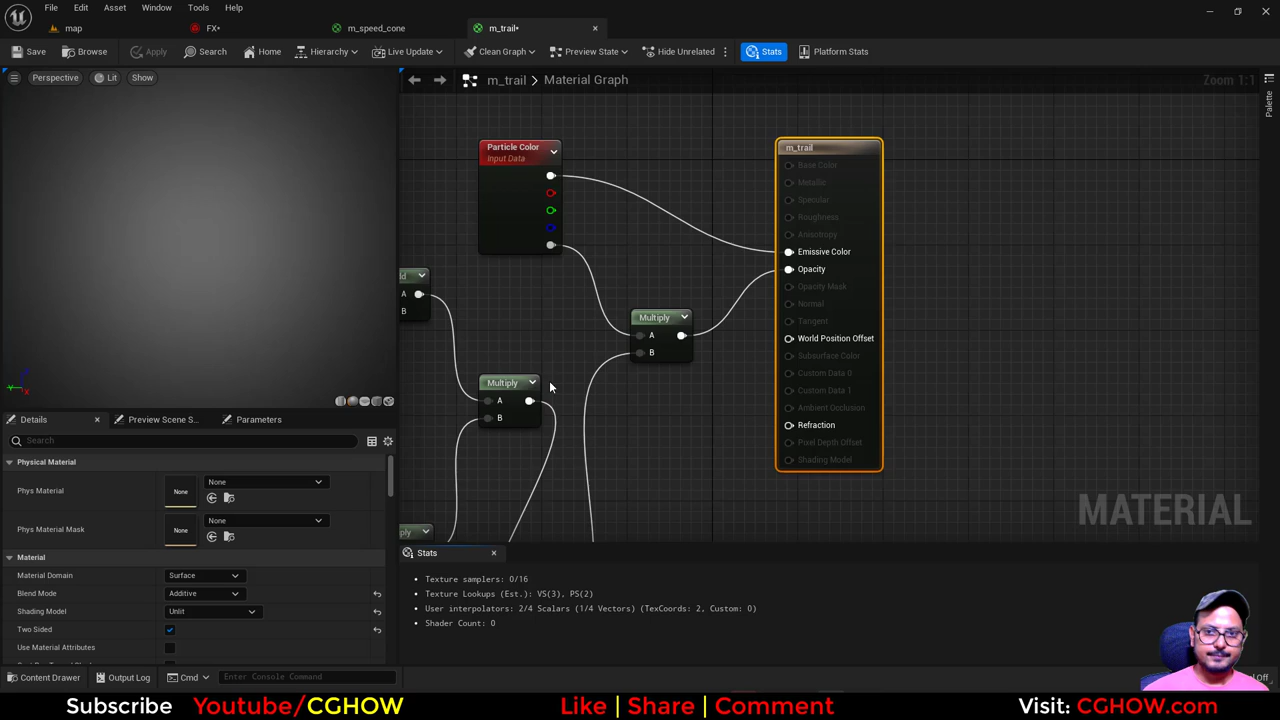 File Edit Asset Window Tools Help
map FX• m_speed_cone m_trail•
Save Browse Apply Search Home Hierarchy Live Update Clean Graph Preview State Hide Unrelated Stats Platform Stats
Perspective Lit Show
m_trail > Material Graph Zoom 1:1
Palette
Particle Color
Input Data
m_trail
Base Color
Metallic
Specular
Roughness
Anisotropy
Emissive Color
Opacity
Opacity Mask
Normal
Tangent
World Position Offset
Subsurface Color
Custom Data 0
Custom Data 1
Ambient Occlusion
Refraction
Pixel Depth Offset
Shading Model
A
B
Multiply
A
B
Multiply
A
B
ply
MATERIAL
Details Preview Scene S... Parameters
Search
Physical Material
Phys Material None None
Phys Material Mask None None
Material
Material Domain Surface
Blend Mode Additive
Shading Model Unlit
Two Sided
Use Material Attributes
Stats
Texture samplers: 0/16
Texture Lookups (Est.): VS(3), PS(2)
User interpolators: 2/4 Scalars (1/4 Vectors) (TexCoords: 2, Custom: 0)
Shader Count: 0
Content Drawer Output Log Cmd Enter Console Command Off
Subscribe Youtube/CGHOW Like | Share | Comment Visit: CGHOW.com